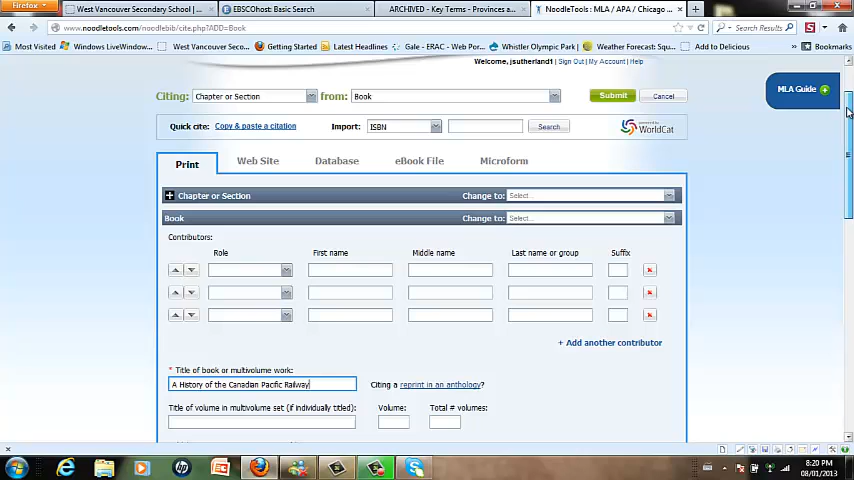 Firefox
West Vancouver Secondary School |...
EBSCOhost: Basic Search
ARCHIVED - Key Terms - Provinces a...
NoodleTools : MLA / APA / Chicago ...
www.noodletools.com/noodlebib/cite.php?ADD=Book
Search Results
Most Visited
Windows LiveWindow...
West Vancouver Secon...
Getting Started
Latest Headlines
Gale - ERAC - Web Por...
Whistler Olympic Park ...
Weather Forecast: Squ...
Add to Delicious
Bookmarks
Welcome, jsutherland1 | Sign Out | My Account | Help
Citing: Chapter or Section from: Book Submit Cancel
MLA Guide
Quick cite: Copy & paste a citation Import: ISBN Search
powered by WorldCat
Print Web Site Database eBook File Microform
Chapter or Section Change to: Select...
Book Change to: Select...
Contributors:
Role First name Middle name Last name or group Suffix
+ Add another contributor
* Title of book or multivolume work:
A History of the Canadian Pacific Railway
Citing a reprint in an anthology?
Title of volume in multivolume set (if individually titled): Volume: Total # volumes:
8:20 PM
08/01/2013